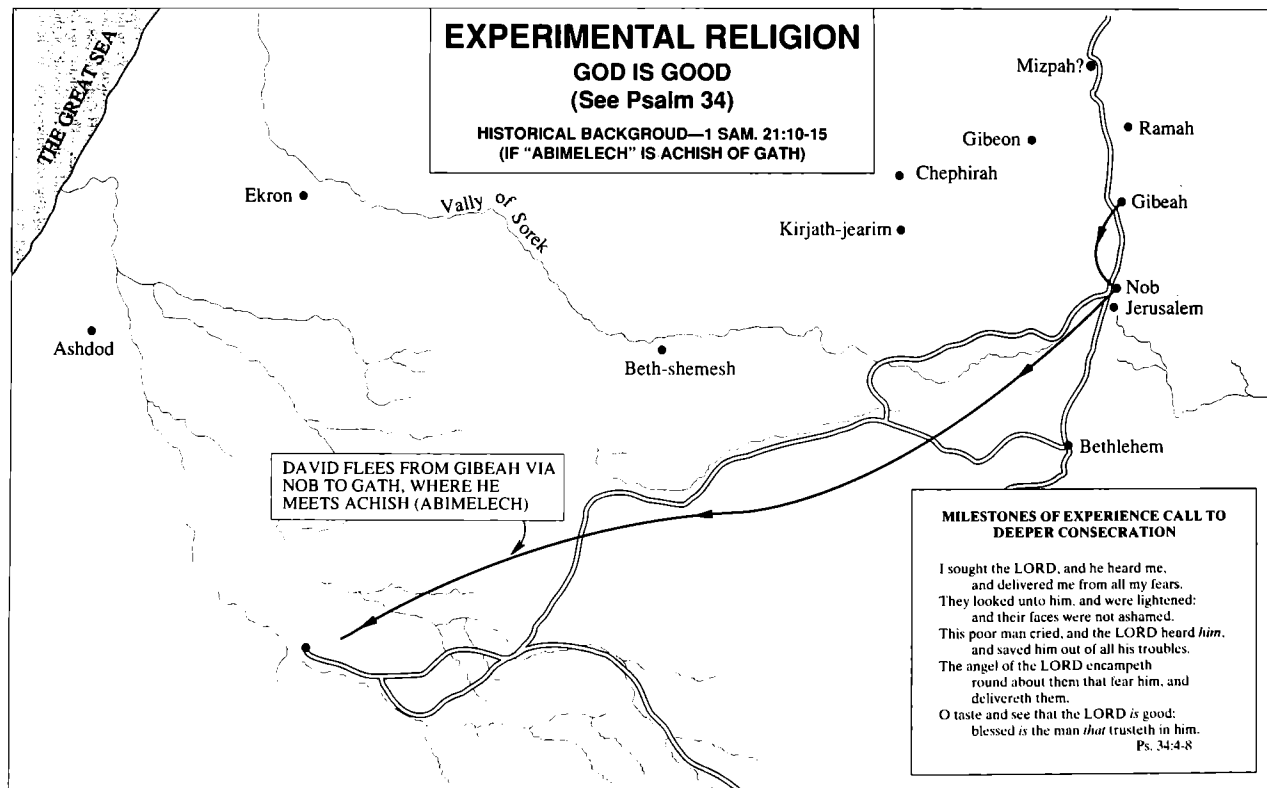 EXPERIMENTAL RELIGION
GOD IS GOOD
(See Psalm 34)
HISTORICAL BACKGROUD—1 SAM. 21:10-15
(IF "ABIMELECH" IS ACHISH OF GATH)
THE GREAT SEA
Mizpah?
Ramah
Gibeon
Chephirah
Ekron
Gibeah
Vally of Sorek
Kirjath-jearim
Nob
Jerusalem
Ashdod
Beth-shemesh
Bethlehem
DAVID FLEES FROM GIBEAH VIA
NOB TO GATH, WHERE HE
MEETS ACHISH (ABIMELECH)
MILESTONES OF EXPERIENCE CALL TO
DEEPER CONSECRATION
I sought the LORD, and he heard me,
and delivered me from all my fears.
They looked unto him, and were lightened:
and their faces were not ashamed.
This poor man cried, and the LORD heard him,
and saved him out of all his troubles.
The angel of the LORD encampeth
round about them that fear him, and
delivereth them.
O taste and see that the LORD is good:
blessed is the man that trusteth in him.
Ps. 34:4-8